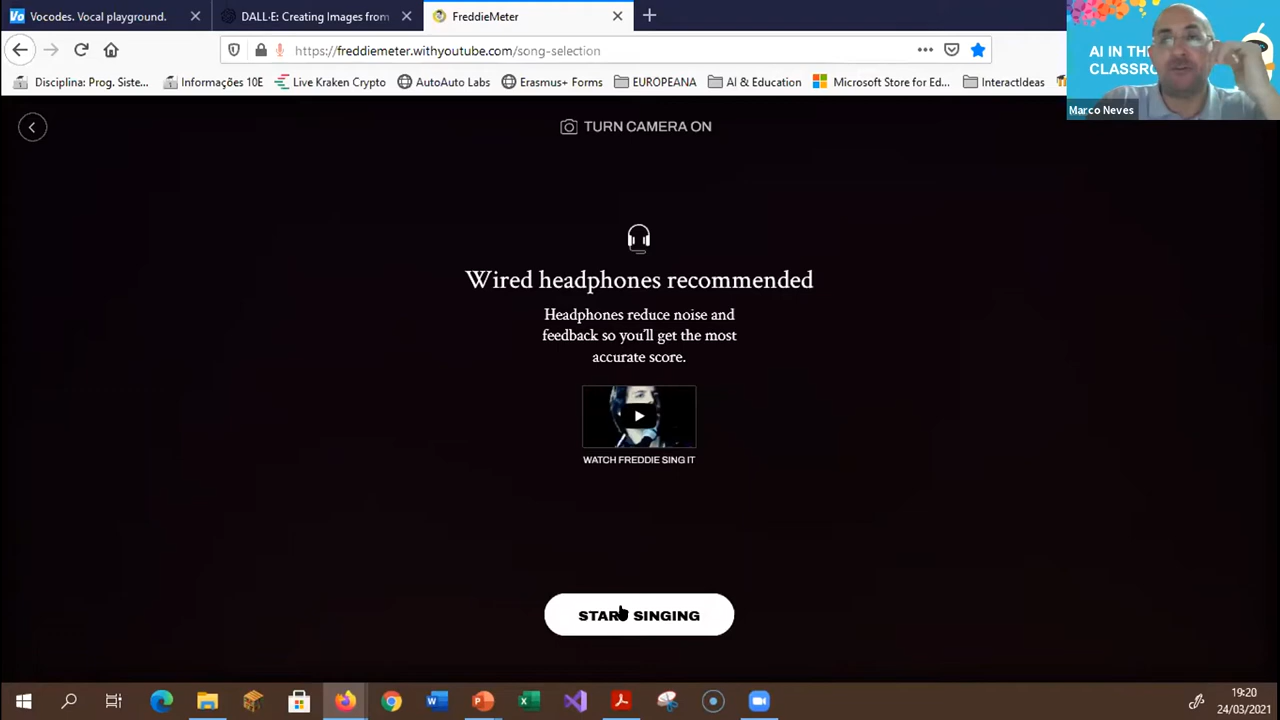 Vocodes. Vocal playground.
DALL·E: Creating Images from
FreddieMeter
https://freddiemeter.withyoutube.com/song-selection
Disciplina: Prog. Siste...
Informações 10E
Live Kraken Crypto
AutoAuto Labs
Erasmus+ Forms
EUROPEANA
AI & Education
Microsoft Store for Ed...
InteractIdeas
AI IN TH
CLASSRO
Marco Neves
TURN CAMERA ON
Wired headphones recommended
Headphones reduce noise and
feedback so you'll get the most
accurate score.
WATCH FREDDIE SING IT
START SINGING
19:20
24/03/2021